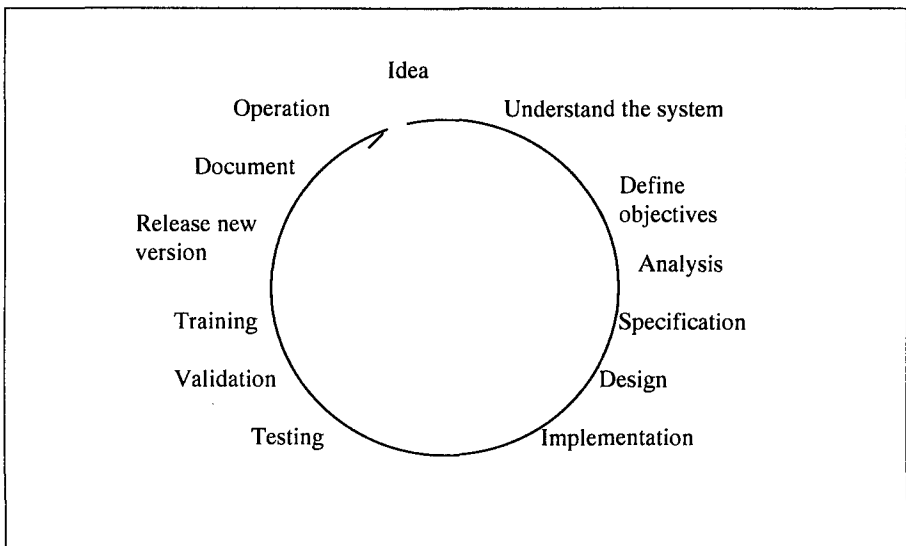 Idea
Understand the system
Define
objectives
Analysis
Specification
Design
Implementation
Testing
Validation
Training
Release new
version
Document
Operation